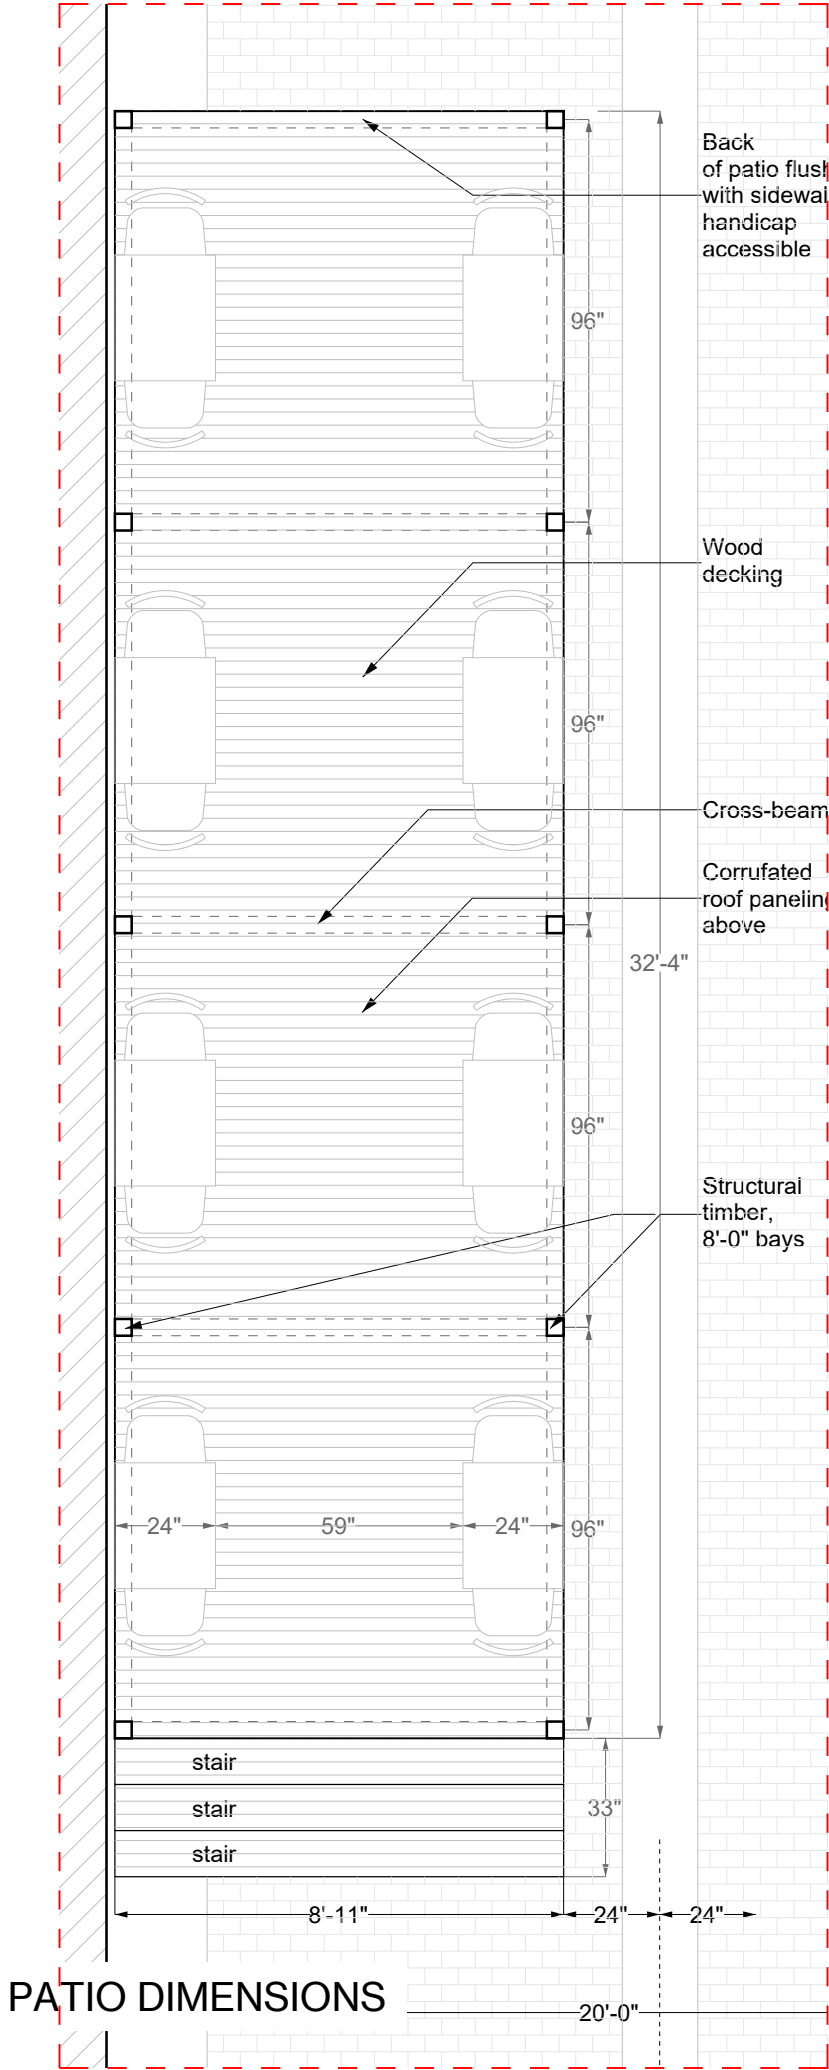 Back
of patio flush
with sidewal
handicap
accessible
96"
Wood
decking
96"
Cross-beam
Corrufated
roof paneling
above
32'-4"
96"
Structural
timber,
8'-0" bays
24"
59"
24"
96"
stair
stair
33"
stair
8'-11"
24"
24"
PATIO DIMENSIONS
20'-0"